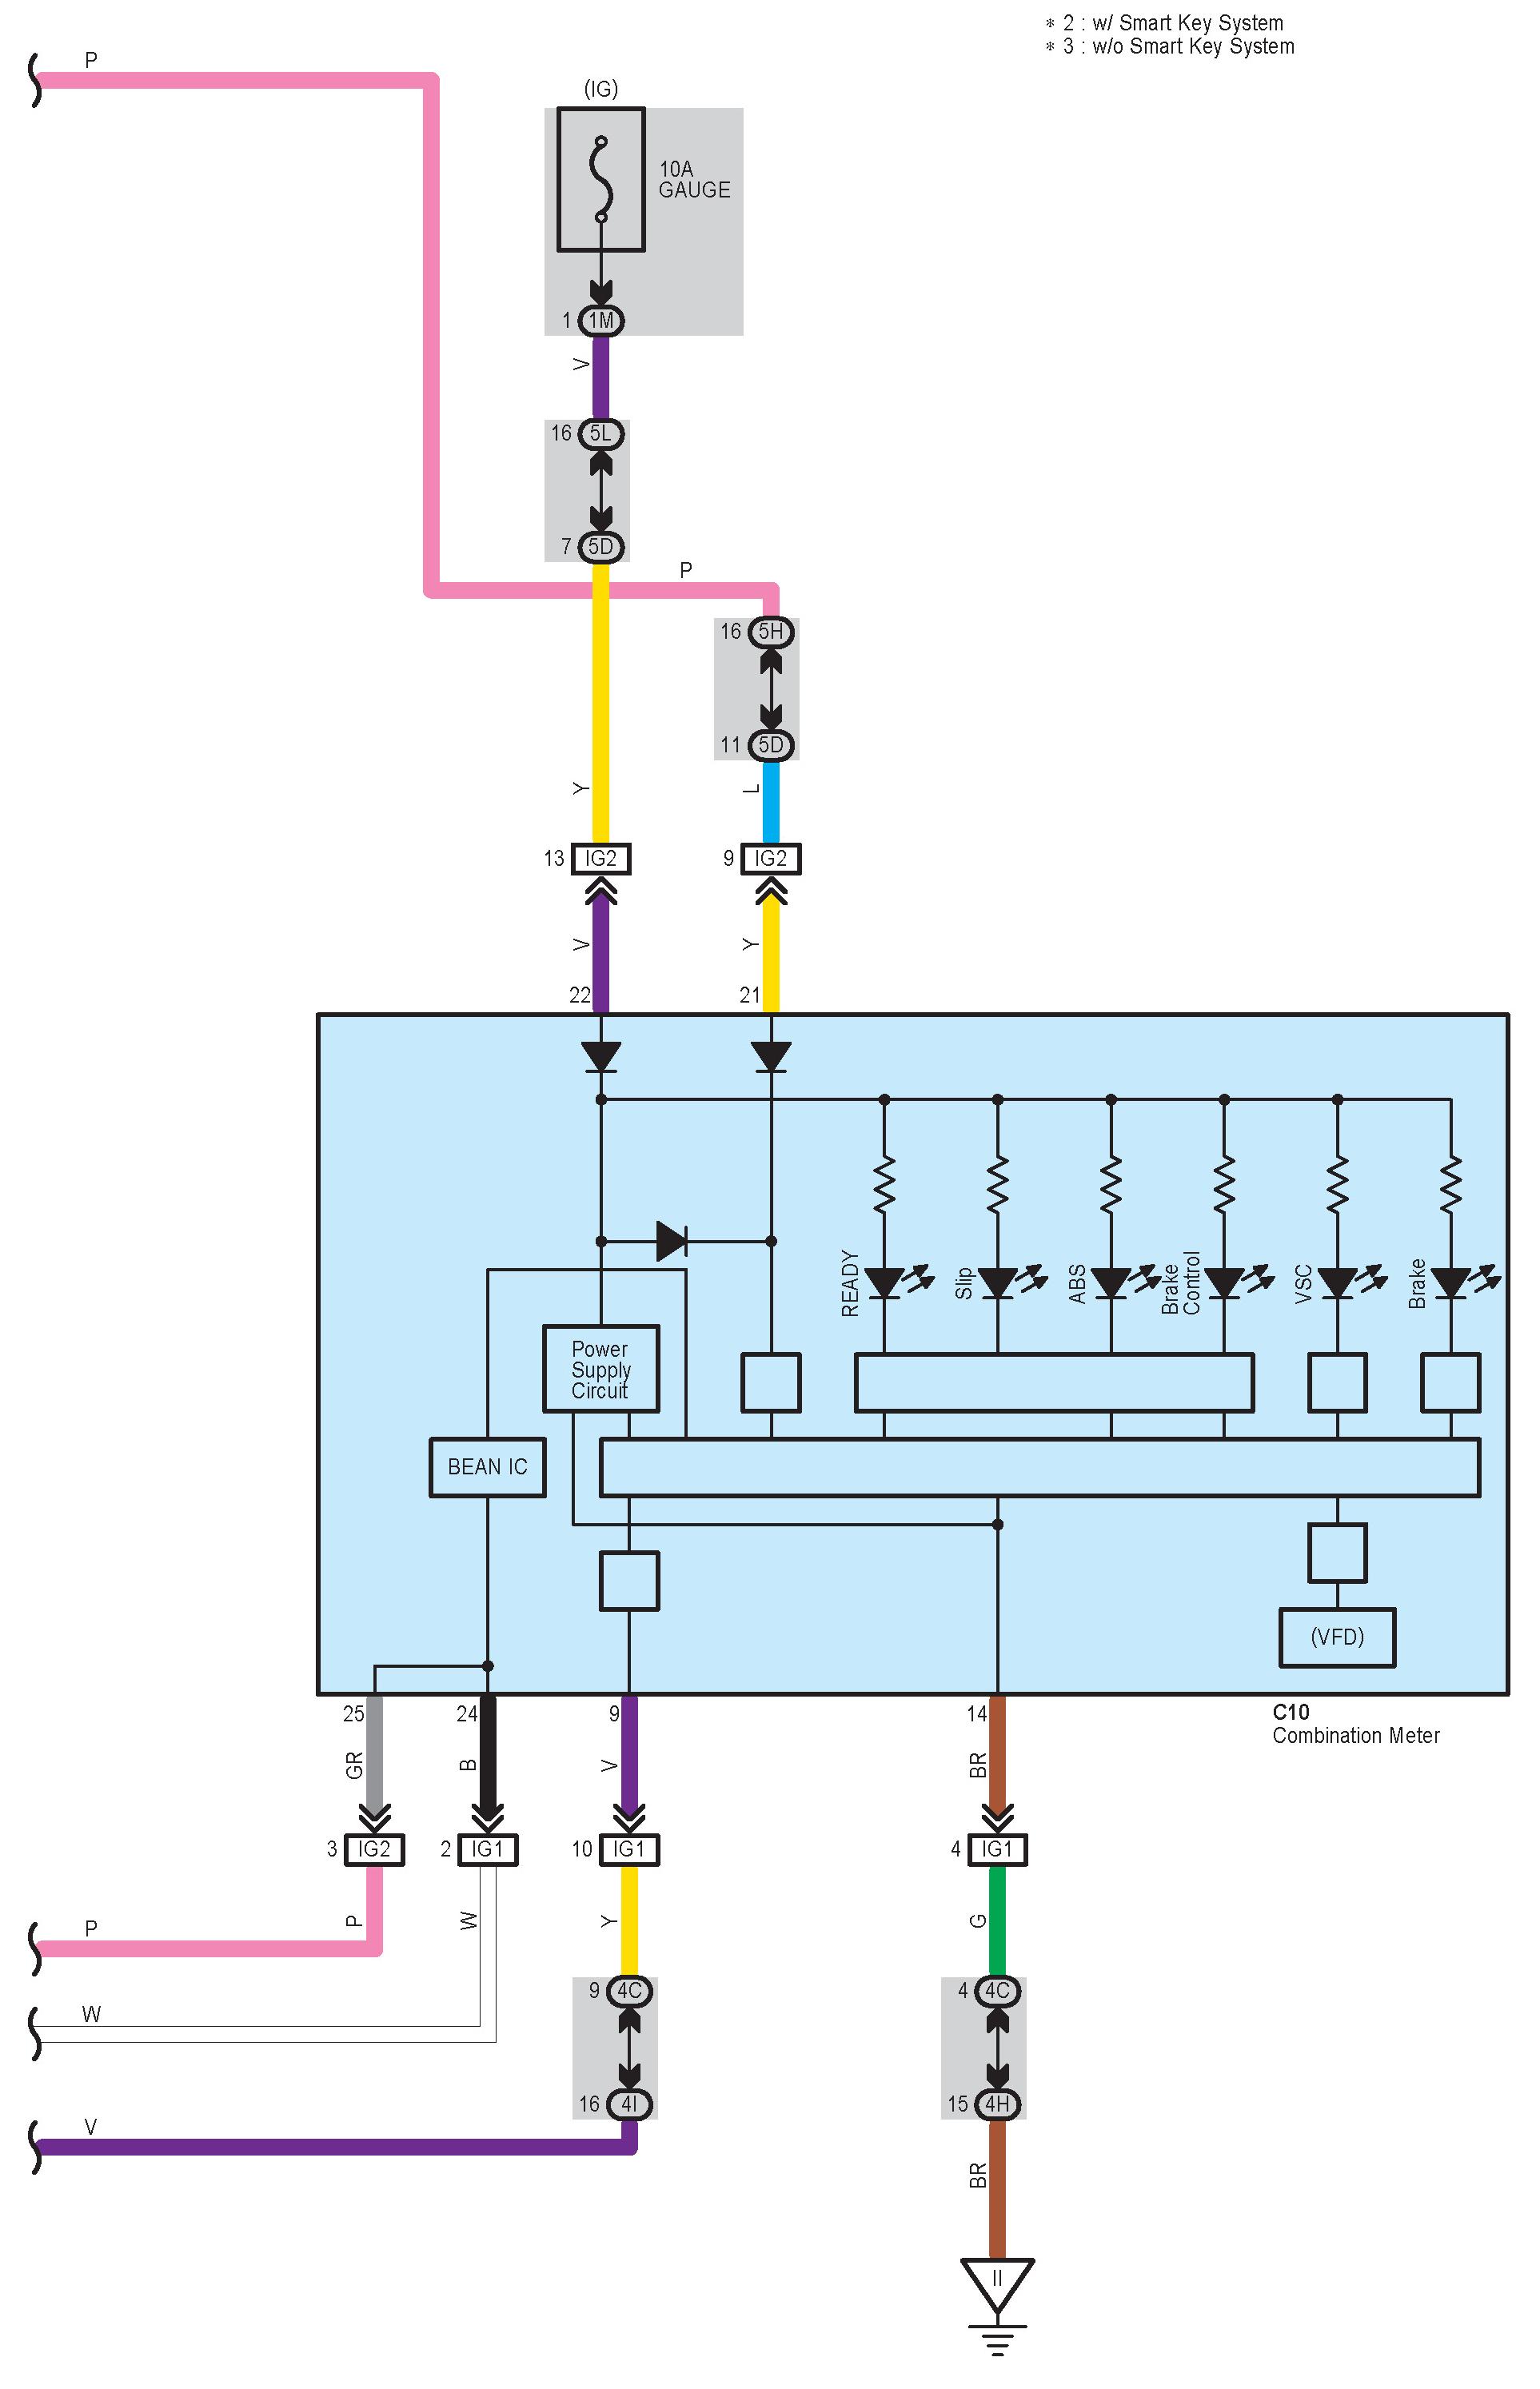 ∗ 2 : w/ Smart Key System
∗ 3 : w/o Smart Key System
P
(IG)
10A
GAUGE
1 1M
V
16 5L
7 5D
P
16 5H
11 5D
Y
L
13 IG2
9 IG2
V
Y
22
21
READY
Slip
ABS
Brake
Control
VSC
Brake
Power
Supply
Circuit
BEAN IC
(VFD)
25
24
9
14
C10
Combination Meter
GR
B
V
BR
3 IG2
2 IG1
10 IG1
4 IG1
P
P
W
Y
G
9 4C
4 4C
W
16 4I
15 4H
V
BR
II